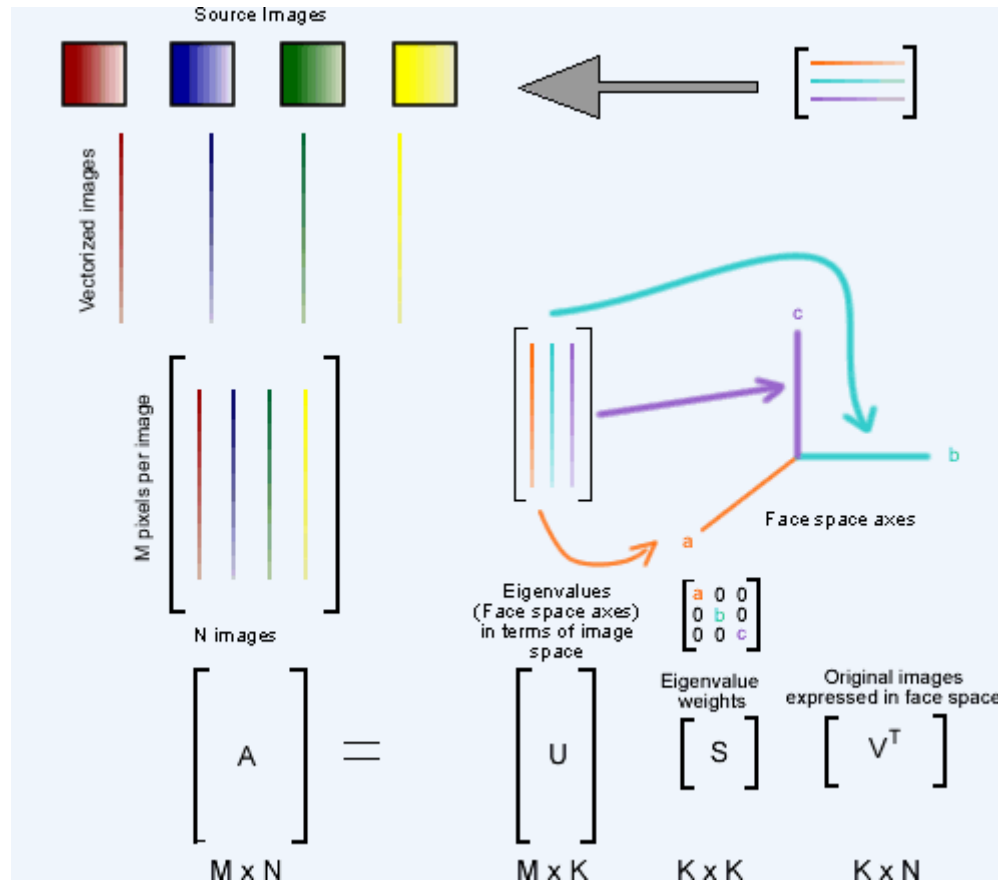 Source Images
Vectorized images
c
b
a
Face space axes
M pixels per image
N images
Eigenvalues
(Face space axes)
in terms of image
space
a 0 0
0 b 0
0 0 c
Eigenvalue
weights
Original images
expressed in face space
A = U S V^T
M x N M x K K x K K x N